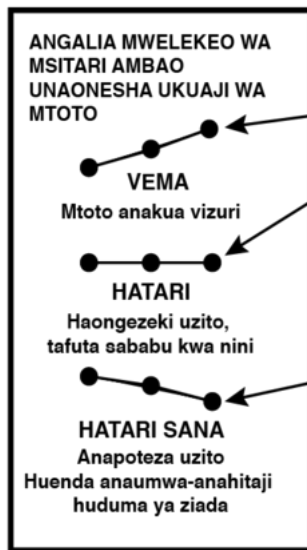 ANGALIA MWELEKEO WA
MSITARI AMBAO
UNAONESHA UKUAJI WA
MTOTO
VEMA
Mtoto anakua vizuri
HATARI
Haongezeki uzito,
tafuta sababu kwa nini
HATARI SANA
Anapoteza uzito
Huenda anaumwa-anahitaji
huduma ya ziada